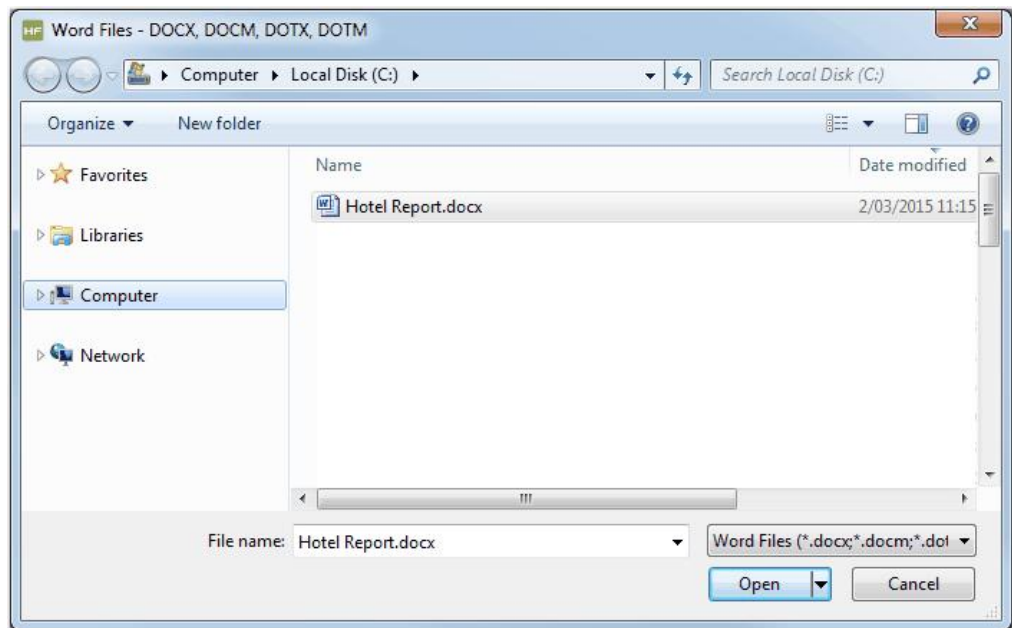 HF Word Files - DOCX, DOCM, DOTX, DOTM
Computer Local Disk (C:) Search Local Disk (C:)
Organize New folder
Name Date modified
Favorites
Hotel Report.docx 2/03/2015 11:15
Libraries
Computer
Network
File name: Hotel Report.docx Word Files (*.docx;*.docm;*.dot
Open Cancel